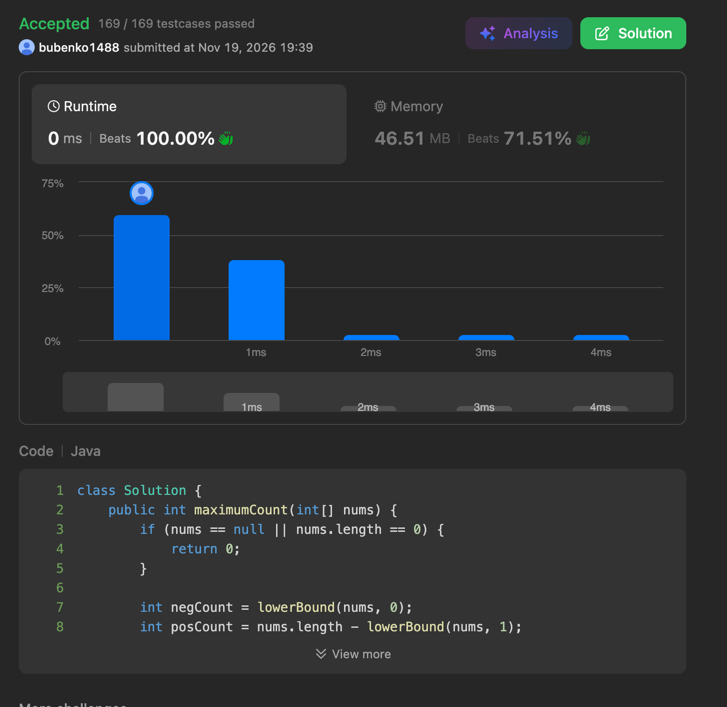 Accepted 169 / 169 testcases passed
bubenko1488 submitted at Nov 19, 2026 19:39
Analysis
Solution
Runtime
0 ms | Beats 100.00%
Memory
46.51 MB | Beats 71.51%
75%
50%
25%
0%
1ms 2ms 3ms 4ms
1ms 2ms 3ms 4ms
Code | Java
1 class Solution {
2     public int maximumCount(int[] nums) {
3         if (nums == null || nums.length == 0) {
4             return 0;
5         }
6
7         int negCount = lowerBound(nums, 0);
8         int posCount = nums.length - lowerBound(nums, 1);
View more
More challenges